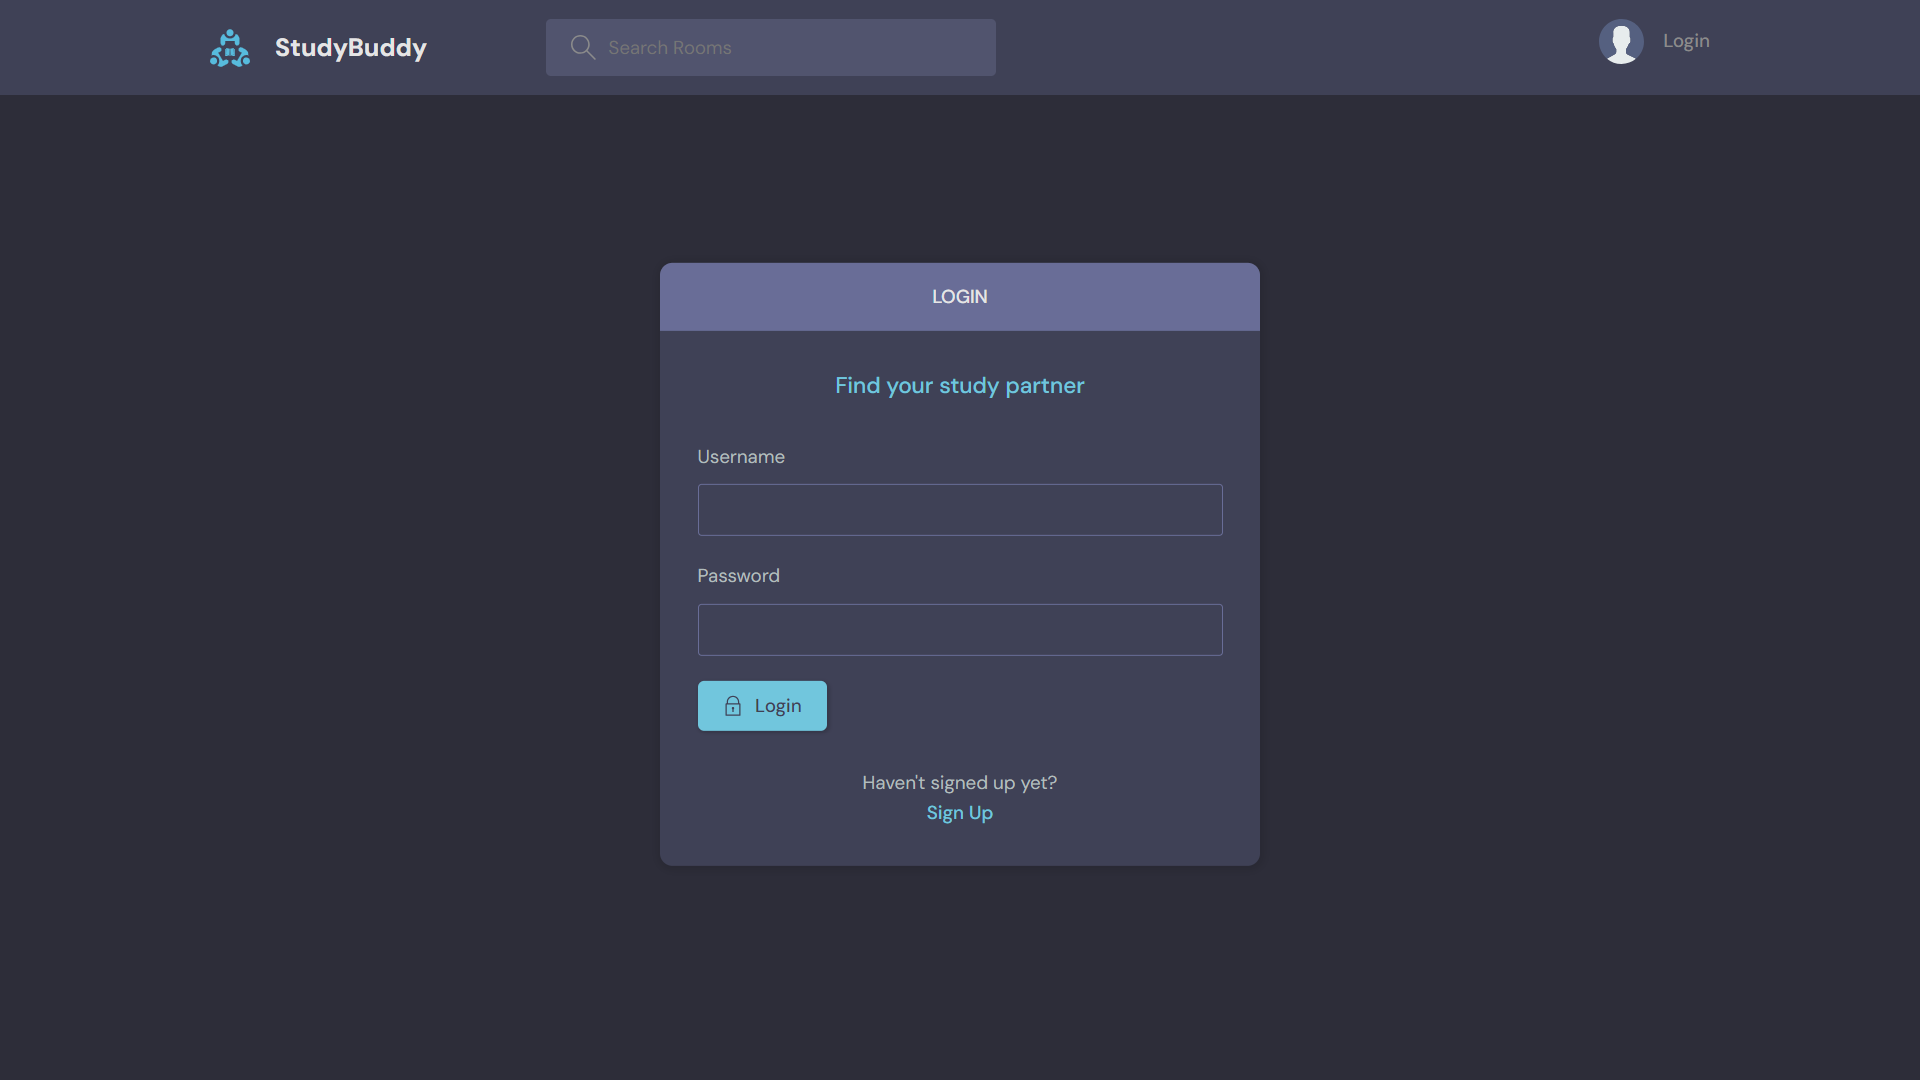 StudyBuddy
Search Rooms
Login
LOGIN
Find your study partner
Username
Password
Login
Haven't signed up yet?
Sign Up